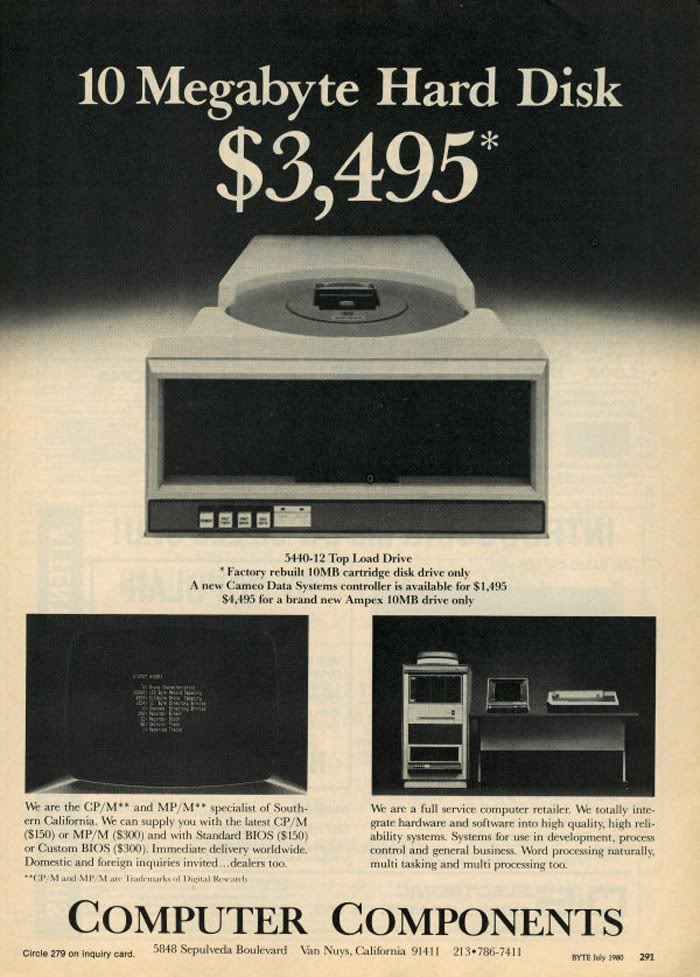 10 Megabyte Hard Disk
$3,495*
5440-12 Top Load Drive
* Factory rebuilt 10MB cartridge disk drive only
A new Cameo Data Systems controller is available for $1,495
$4,495 for a brand new Ampex 10MB drive only
We are the CP/M** and MP/M** specialist of South-
ern California. We can supply you with the latest CP/M
($150) or MP/M ($300) and with Standard BIOS ($150)
or Custom BIOS ($300). Immediate delivery worldwide.
Domestic and foreign inquiries invited...dealers too.
**CP/M and MP/M are Trademarks of Digital Research
We are a full service computer retailer. We totally inte-
grate hardware and software into high quality, high reli-
ability systems. Systems for use in development, process
control and general business. Word processing naturally,
multi tasking and multi processing too.
COMPUTER COMPONENTS
5848 Sepulveda Boulevard Van Nuys, California 91411 213•786-7411
Circle 279 on inquiry card.
BYTE July 1980 291